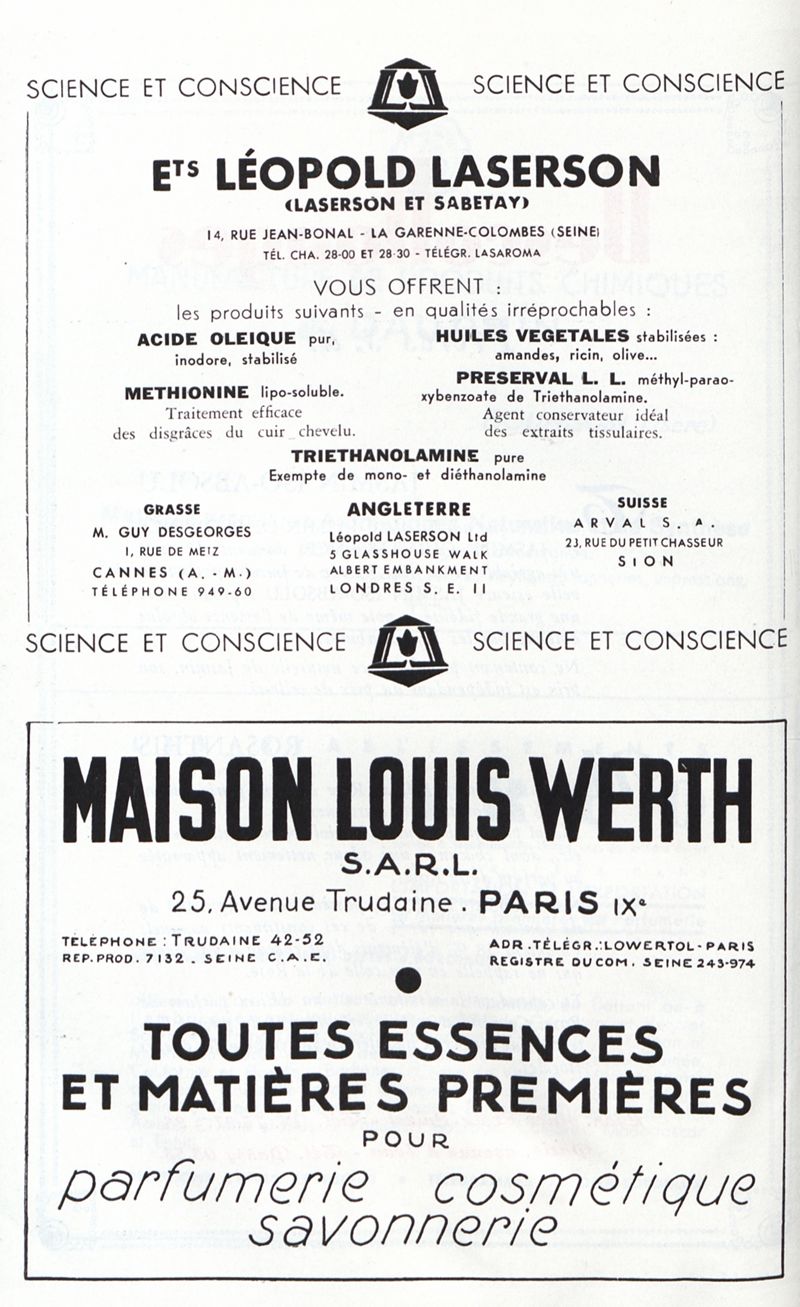 SCIENCE ET CONSCIENCE SCIENCE ET CONSCIENCE
ETS LÉOPOLD LASERSON
(LASERSON ET SABETAY)
14, RUE JEAN-BONAL - LA GARENNE-COLOMBES (SEINE)
TÉL. CHA. 28-00 ET 28-30 - TÉLÉGR. LASAROMA
VOUS OFFRENT :
les produits suivants - en qualités irréprochables :
ACIDE OLEIQUE pur,
inodore, stabilisé
METHIONINE lipo-soluble.
Traitement efficace
des disgrâces du cuir chevelu.
HUILES VEGETALES stabilisées :
amandes, ricin, olive...
PRESERVAL L. L. méthyl-parao-
xybenzoate de Triethanolamine.
Agent conservateur idéal
des extraits tissulaires.
TRIETHANOLAMINE pure
Exempte de mono- et diéthanolamine
GRASSE
M. GUY DESGEORGES
1, RUE DE METZ
CANNES (A. - M.)
TÉLÉPHONE 949-60
ANGLETERRE
Léopold LASERSON Ltd
5 GLASSHOUSE WALK
ALBERT EMBANKMENT
LONDRES S. E. 11
SUISSE
ARVAL S. A.
23, RUE DU PETIT CHASSEUR
SION
SCIENCE ET CONSCIENCE SCIENCE ET CONSCIENCE
MAISON LOUIS WERTH
S.A.R.L.
25, Avenue Trudaine . PARIS IXe
TÉLÉPHONE : TRUDAINE 42-52
REP. PROD. 7132 . SEINE C.A.E.
ADR. TÉLÉGR. : LOWERTOL - PARIS
REGISTRE DU COM. SEINE 243-974
TOUTES ESSENCES
ET MATIÈRES PREMIÈRES
POUR
parfumerie cosmétique
savonnerie